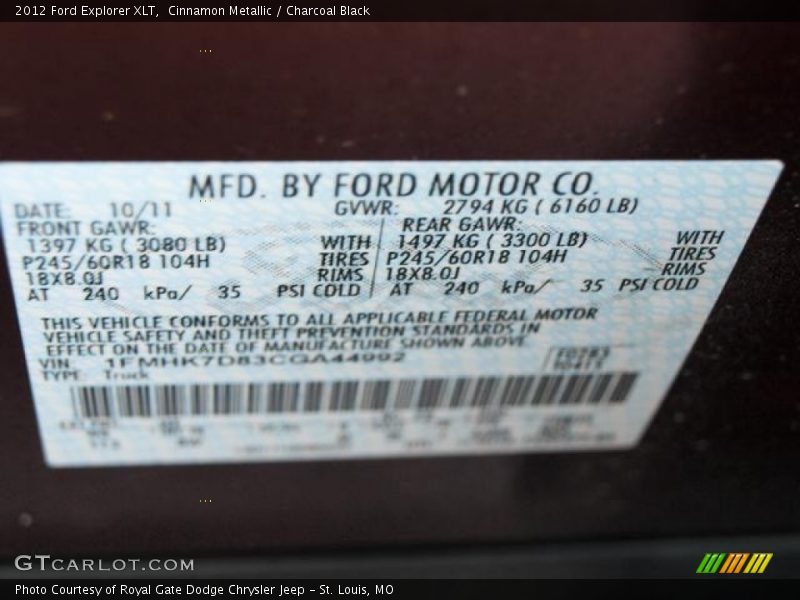 2012 Ford Explorer XLT,  Cinnamon Metallic / Charcoal Black
MFD. BY FORD MOTOR CO.
DATE: 10/11 GVWR: 2794 KG ( 6160 LB)
FRONT GAWR: REAR GAWR:
1397 KG ( 3080 LB) WITH 1497 KG ( 3300 LB) WITH
P245/60R18 104H TIRES P245/60R18 104H TIRES
18X8.0J RIMS 18X8.0J RIMS
AT 240 kPa/ 35 PSI COLD AT 240 kPa/ 35 PSI COLD
THIS VEHICLE CONFORMS TO ALL APPLICABLE FEDERAL MOTOR
VEHICLE SAFETY AND THEFT PREVENTION STANDARDS IN
EFFECT ON THE DATE OF MANUFACTURE SHOWN ABOVE.
VIN: 1FMHK7D83CGA44992
TYPE: Truck
GTCARLOT.COM
Photo Courtesy of Royal Gate Dodge Chrysler Jeep – St. Louis, MO